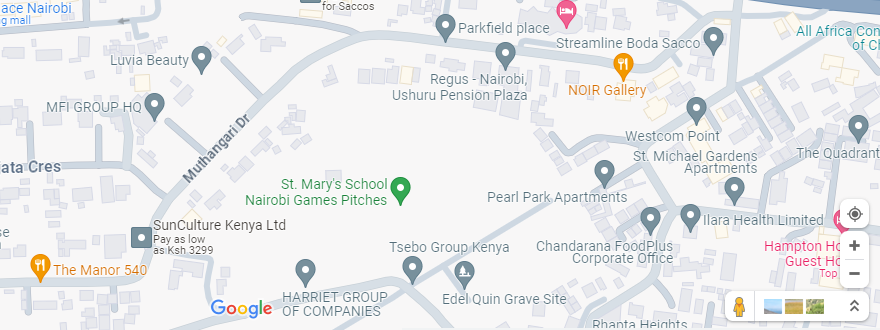 ace Nairobi
ng mall
for Saccos
Parkfield place
Streamline Boda Sacco
All Africa Con
of Ch
Luvia Beauty
Regus - Nairobi,
Ushuru Pension Plaza
NOIR Gallery
MFI GROUP HQ
Muthangari Dr
Westcom Point
ata Cres
St. Michael Gardens
Apartments
The Quadrant
St. Mary's School
Nairobi Games Pitches
Pearl Park Apartments
SunCulture Kenya Ltd
Pay as low
as Ksh.3299
Ilara Health Limited
se
Tsebo Group Kenya
Chandarana FoodPlus
Corporate Office
Hampton Ho
Guest Ho
Top
The Manor 540
HARRIET GROUP
OF COMPANIES
Edel Quin Grave Site
Google
Rhapta Heights